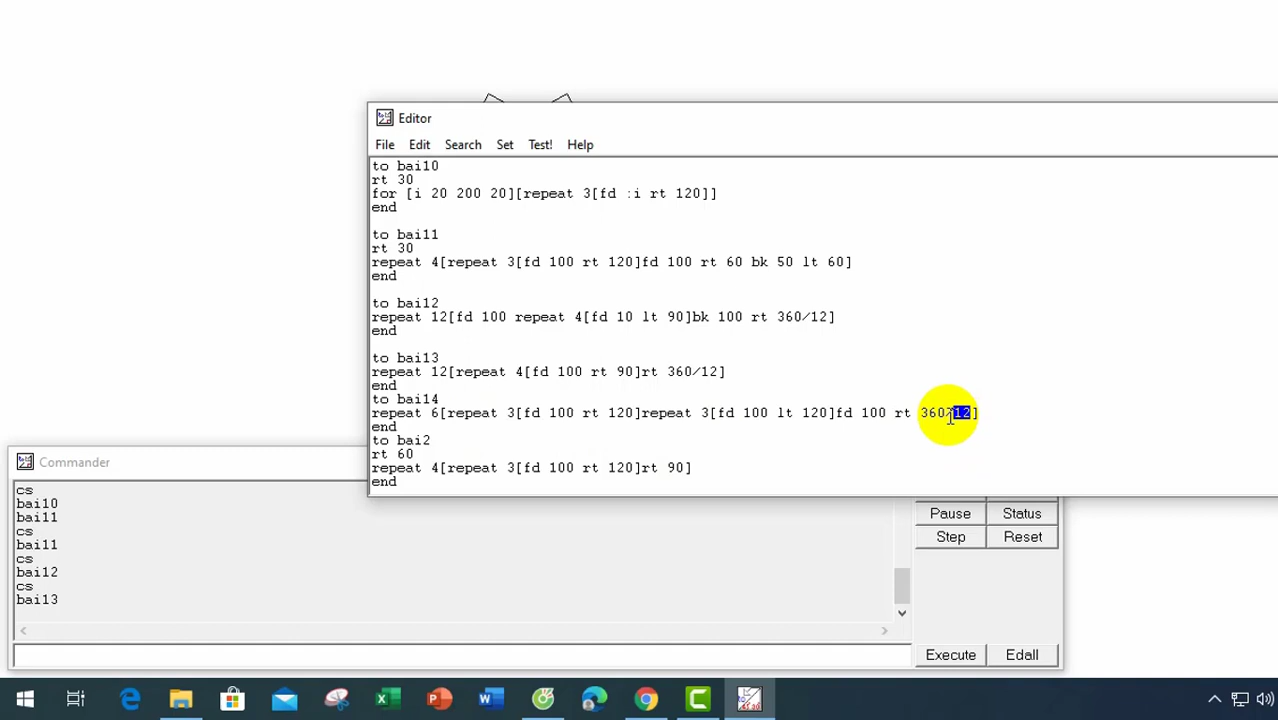 Editor
File Edit Search Set Test! Help
to bai10
rt 30
for [i 20 200 20][repeat 3[fd :i rt 120]]
end
to bai11
rt 30
repeat 4[repeat 3[fd 100 rt 120]fd 100 rt 60 bk 50 lt 60]
end
to bai12
repeat 12[fd 100 repeat 4[fd 10 lt 90]bk 100 rt 360/12]
end
to bai13
repeat 12[repeat 4[fd 100 rt 90]rt 360/12]
end
to bai14
repeat 6[repeat 3[fd 100 rt 120]repeat 3[fd 100 lt 120]fd 100 rt 360/12]
end
to bai2
rt 60
repeat 4[repeat 3[fd 100 rt 120]rt 90]
end
Commander
cs
bai10
bai11
cs
bai11
cs
bai12
cs
bai13
Pause Status
Step Reset
Execute Edall